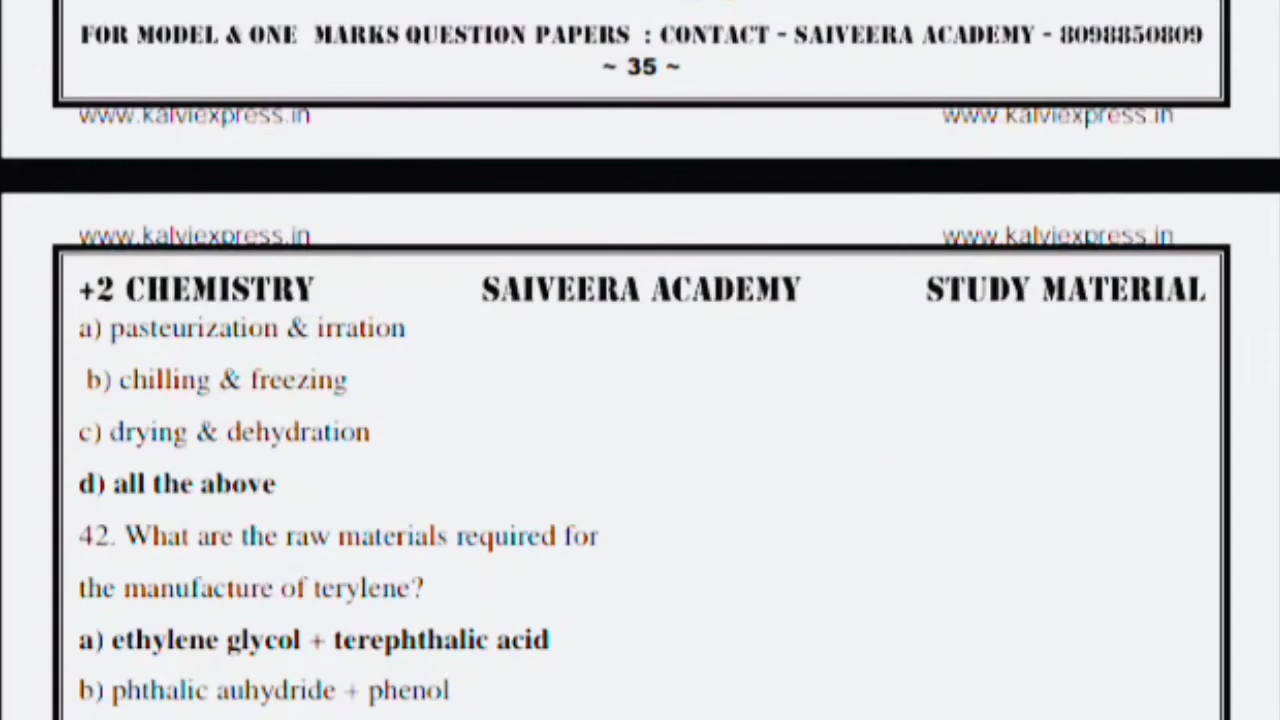 FOR MODEL & ONE MARKS QUESTION PAPERS : CONTACT - SAIVEERA ACADEMY - 8098850809
~ 35 ~
www.kalviexpress.in www.kalviexpress.in
www.kalviexpress.in www.kalviexpress.in
+2 CHEMISTRY SAIVEERA ACADEMY STUDY MATERIAL
a) pasteurization & irration
b) chilling & freezing
c) drying & dehydration
d) all the above
42. What are the raw materials required for
the manufacture of terylene?
a) ethylene glycol + terephthalic acid
b) phthalic auhydride + phenol